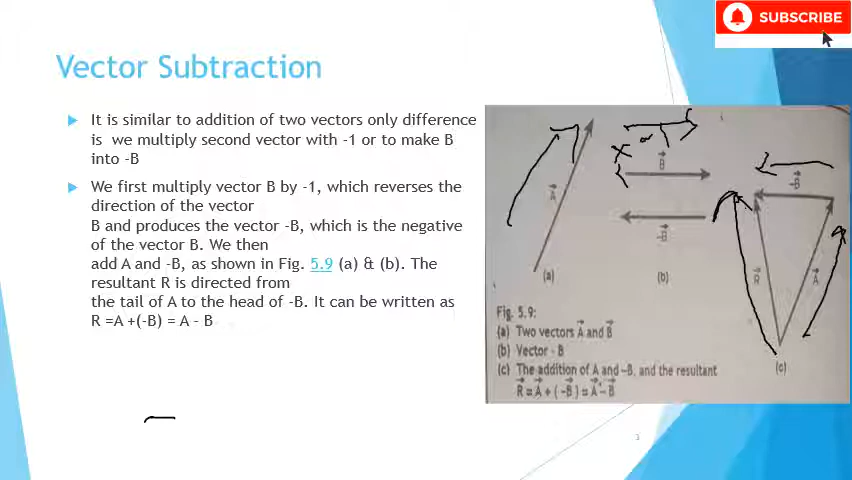 SUBSCRIBE
Vector Subtraction
It is similar to addition of two vectors only difference
is we multiply second vector with -1 or to make B
into -B
We first multiply vector B by -1, which reverses the
direction of the vector
B and produces the vector -B, which is the negative
of the vector B. We then
add A and -B, as shown in Fig. 5.9 (a) & (b). The
resultant R is directed from
the tail of A to the head of -B. It can be written as
R =A +(-B) = A - B
A
(a)
B
-B
(b)
-B
R
A
(c)
Fig. 5.9:
(a) Two vectors A and B
(b) Vector - B
(c) The addition of A and -B, and the resultant
R = A + (-B) = A - B
3